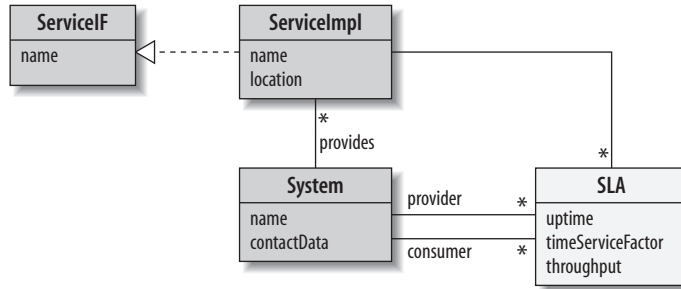 ServiceIF
name
ServiceImpl
name
location
*
provides
*
System
name
contactData
provider
*
consumer
*
SLA
uptime
timeServiceFactor
throughput